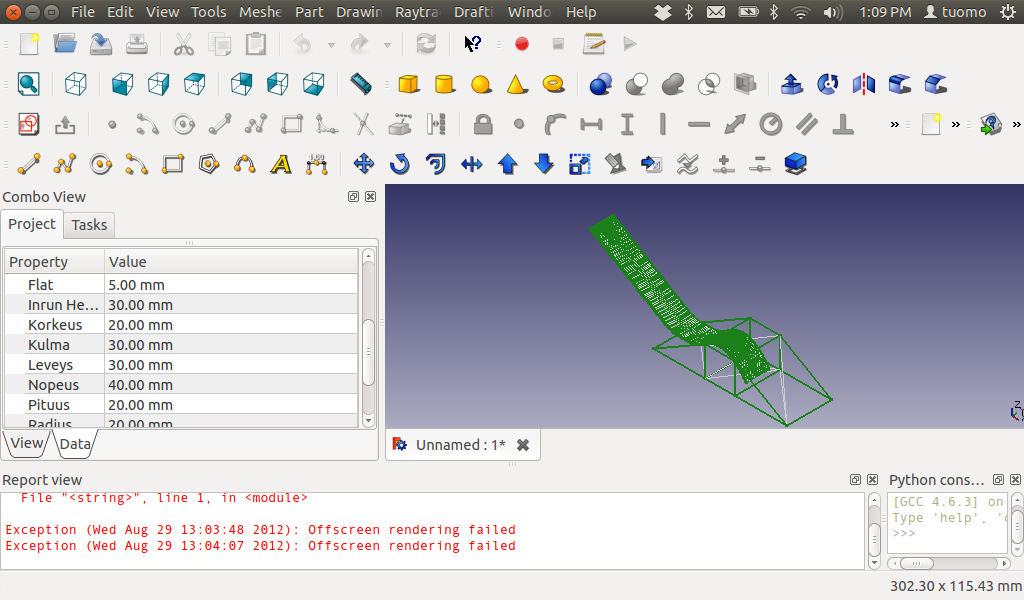 File Edit View Tools Meshe Part Drawin Raytra Drafti Windo Help 1:09 PM tuomo
Combo View
Project Tasks
Property Value
Flat 5.00 mm
Inrun He... 30.00 mm
Korkeus 20.00 mm
Kulma 30.00 mm
Leveys 30.00 mm
Nopeus 40.00 mm
Pituus 20.00 mm
Radius 20.00 mm
View Data
Unnamed : 1*
Report view
File "<string>", line 1, in <module>
Exception (Wed Aug 29 13:03:48 2012): Offscreen rendering failed
Exception (Wed Aug 29 13:04:07 2012): Offscreen rendering failed
Python cons...
[GCC 4.6.3] on
Type 'help', 'c
>>>
302.30 x 115.43 mm